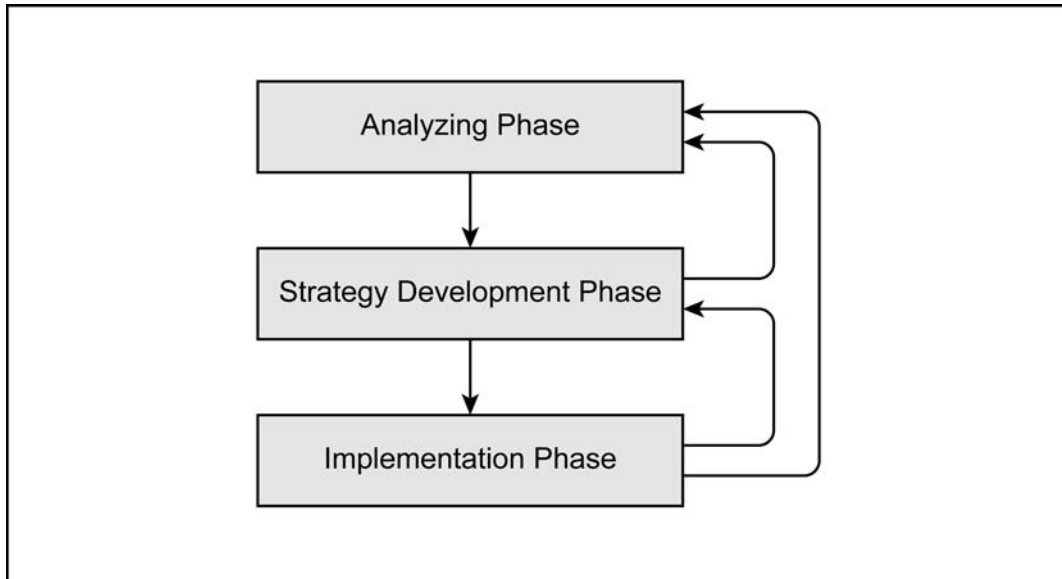 Analyzing Phase
Strategy Development Phase
Implementation Phase